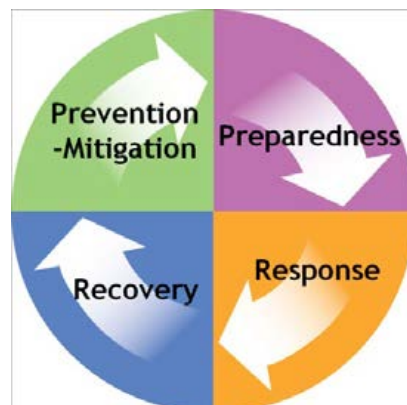 Prevention
-Mitigation
Preparedness
Response
Recovery